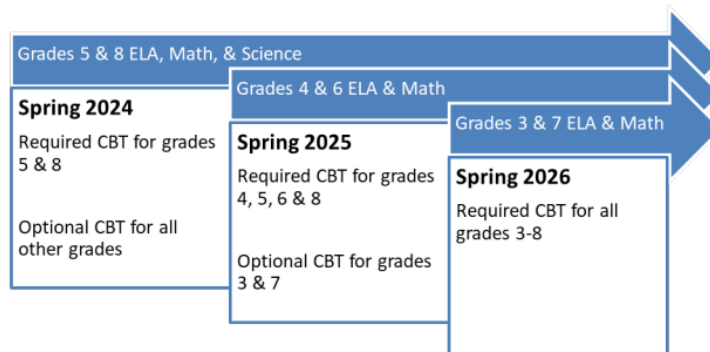 Grades 5 & 8 ELA, Math, & Science
Spring 2024
Required CBT for grades
5 & 8
Optional CBT for all
other grades
Grades 4 & 6 ELA & Math
Spring 2025
Required CBT for grades
4, 5, 6 & 8
Optional CBT for grades
3 & 7
Grades 3 & 7 ELA & Math
Spring 2026
Required CBT for all
grades 3-8